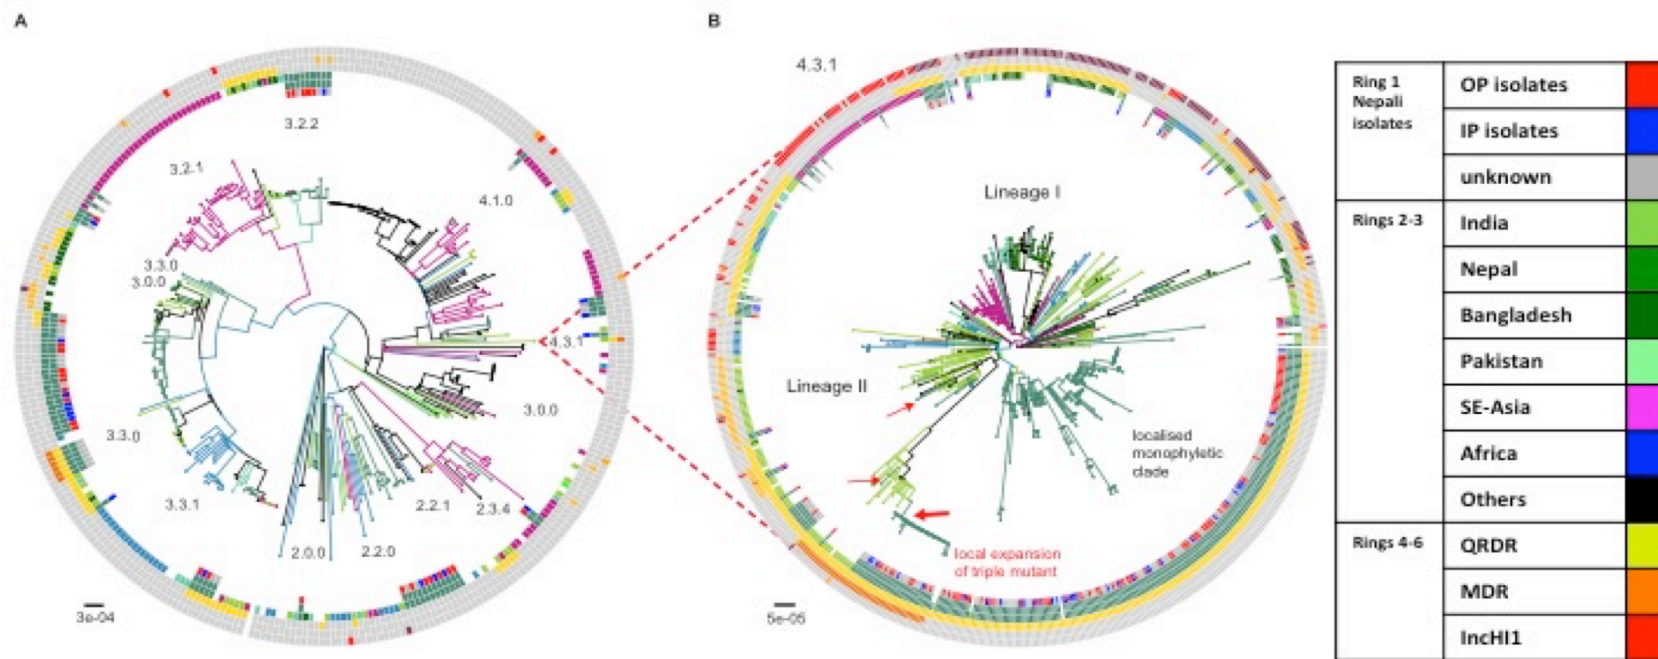 A
3.2.2
3.2.1
4.1.0
3.3.0
3.0.0
4.3.1
3.0.0
3.3.0
3.3.1
2.2.1
2.3.4
2.0.0
2.2.0
3e-04
B
4.3.1
Lineage I
Lineage II
localised
monophyletic
clade
local expansion
of triple mutant
5e-05
Ring 1
Nepali
isolates
OP isolates
IP isolates
unknown
Rings 2-3
India
Nepal
Bangladesh
Pakistan
SE-Asia
Africa
Others
Rings 4-6
QRDR
MDR
IncHI1